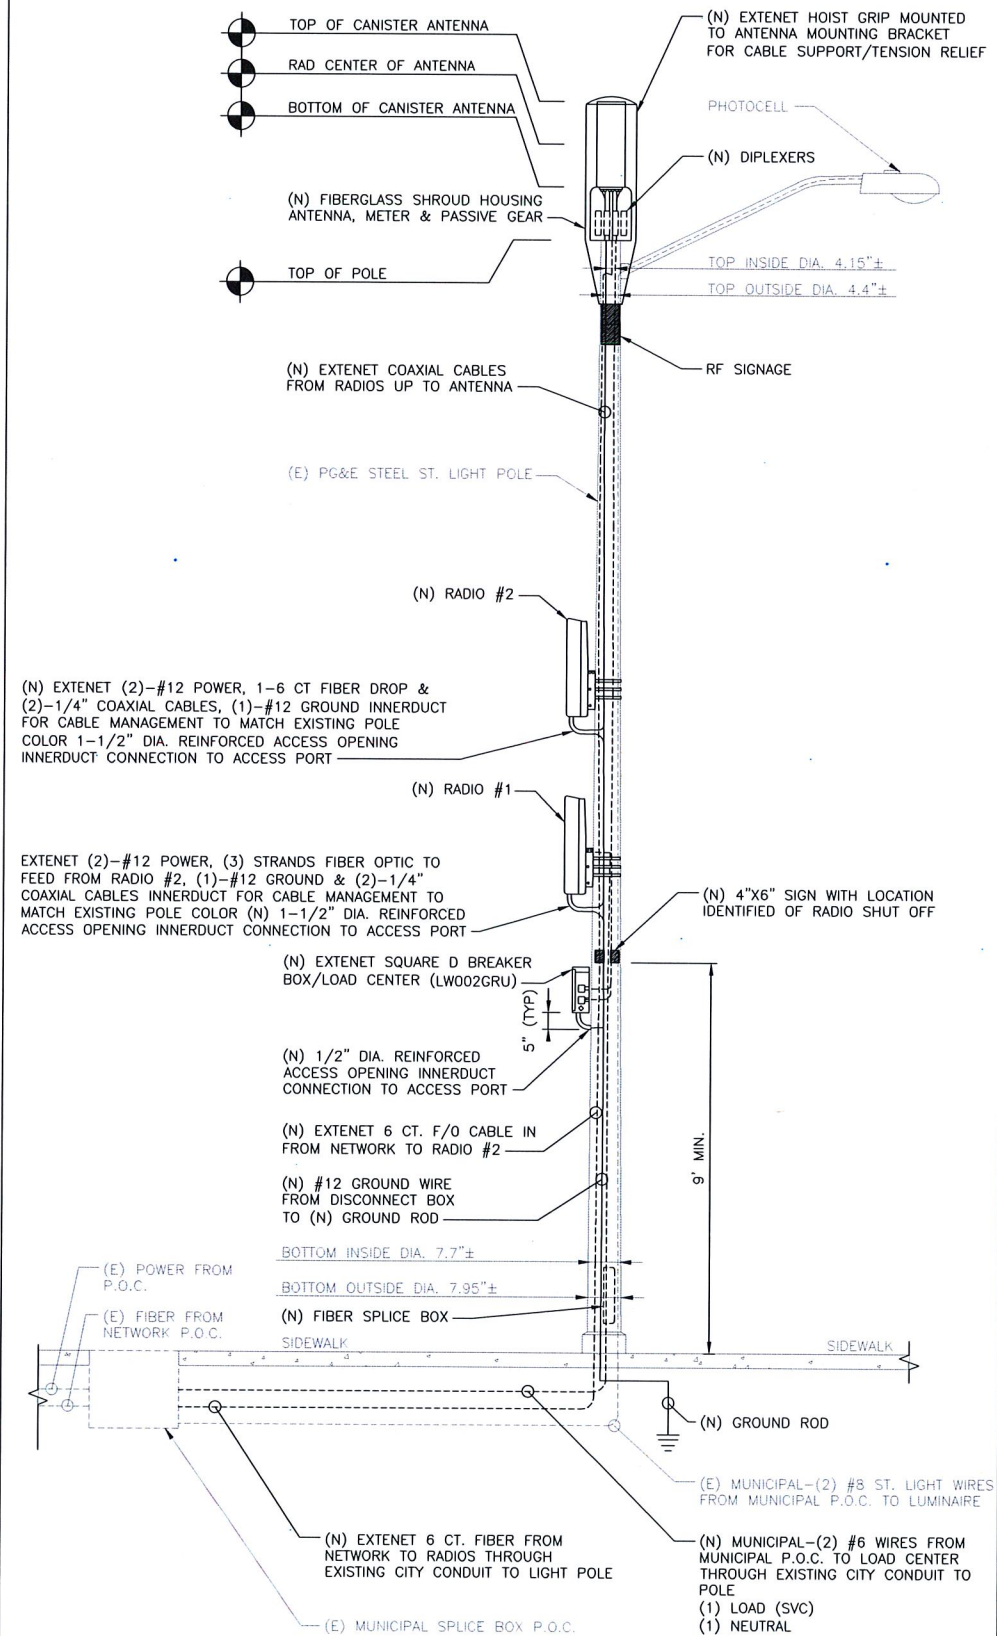 TOP OF CANISTER ANTENNA
RAD CENTER OF ANTENNA
BOTTOM OF CANISTER ANTENNA
(N) EXTENET HOIST GRIP MOUNTED
TO ANTENNA MOUNTING BRACKET
FOR CABLE SUPPORT/TENSION RELIEF
PHOTOCELL
(N) DIPLEXERS
(N) FIBERGLASS SHROUD HOUSING
ANTENNA, METER & PASSIVE GEAR
TOP OF POLE
TOP INSIDE DIA. 4.15"±
TOP OUTSIDE DIA. 4.4"±
RF SIGNAGE
(N) EXTENET COAXIAL CABLES
FROM RADIOS UP TO ANTENNA
(E) PG&E STEEL ST. LIGHT POLE
(N) RADIO #2
(N) EXTENET (2)-#12 POWER, 1-6 CT FIBER DROP &
(2)-1/4" COAXIAL CABLES, (1)-#12 GROUND INNERDUCT
FOR CABLE MANAGEMENT TO MATCH EXISTING POLE
COLOR 1-1/2" DIA. REINFORCED ACCESS OPENING
INNERDUCT CONNECTION TO ACCESS PORT
(N) RADIO #1
EXTENET (2)-#12 POWER, (3) STRANDS FIBER OPTIC TO
FEED FROM RADIO #2, (1)-#12 GROUND & (2)-1/4"
COAXIAL CABLES INNERDUCT FOR CABLE MANAGEMENT TO
MATCH EXISTING POLE COLOR (N) 1-1/2" DIA. REINFORCED
ACCESS OPENING INNERDUCT CONNECTION TO ACCESS PORT
(N) 4"X6" SIGN WITH LOCATION
IDENTIFIED OF RADIO SHUT OFF
(N) EXTENET SQUARE D BREAKER
BOX/LOAD CENTER (LW002GRU)
5" (TYP)
(N) 1/2" DIA. REINFORCED
ACCESS OPENING INNERDUCT
CONNECTION TO ACCESS PORT
(N) EXTENET 6 CT. F/O CABLE IN
FROM NETWORK TO RADIO #2
9' MIN.
(N) #12 GROUND WIRE
FROM DISCONNECT BOX
TO (N) GROUND ROD
BOTTOM INSIDE DIA. 7.7"±
(E) POWER FROM
P.O.C.
BOTTOM OUTSIDE DIA. 7.95"±
(E) FIBER FROM
NETWORK P.O.C.
(N) FIBER SPLICE BOX
SIDEWALK
SIDEWALK
(N) GROUND ROD
(E) MUNICIPAL-(2) #8 ST. LIGHT WIRES
FROM MUNICIPAL P.O.C. TO LUMINAIRE
(N) EXTENET 6 CT. FIBER FROM
NETWORK TO RADIOS THROUGH
EXISTING CITY CONDUIT TO LIGHT POLE
(N) MUNICIPAL-(2) #6 WIRES FROM
MUNICIPAL P.O.C. TO LOAD CENTER
THROUGH EXISTING CITY CONDUIT TO
POLE
(1) LOAD (SVC)
(1) NEUTRAL
(E) MUNICIPAL SPLICE BOX P.O.C.